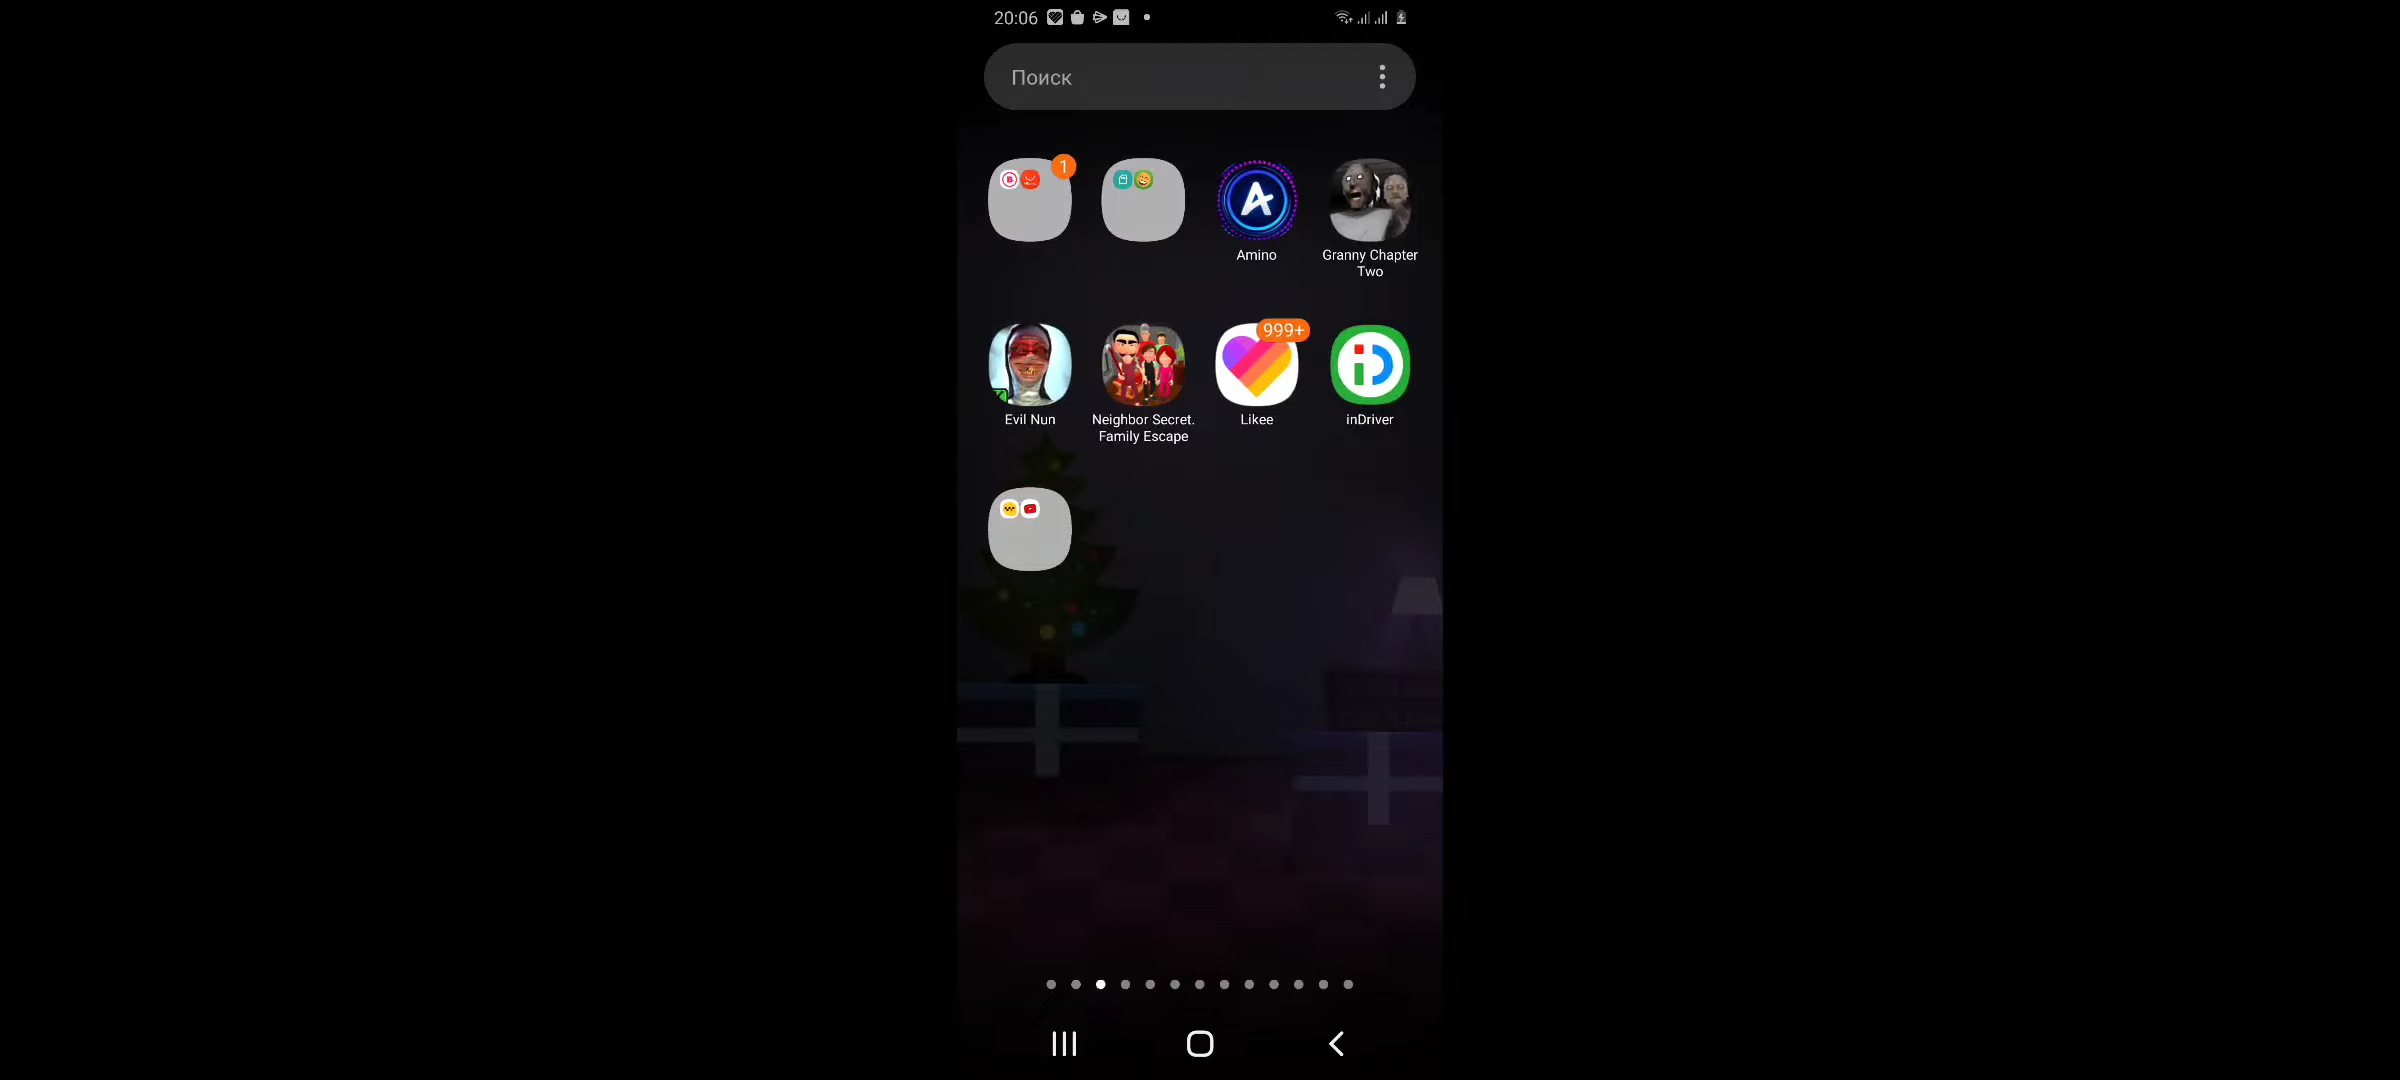 20:06
Поиск
1
Amino
Granny Chapter
Two
999+
Evil Nun
Neighbor Secret.
Family Escape
Likee
inDriver